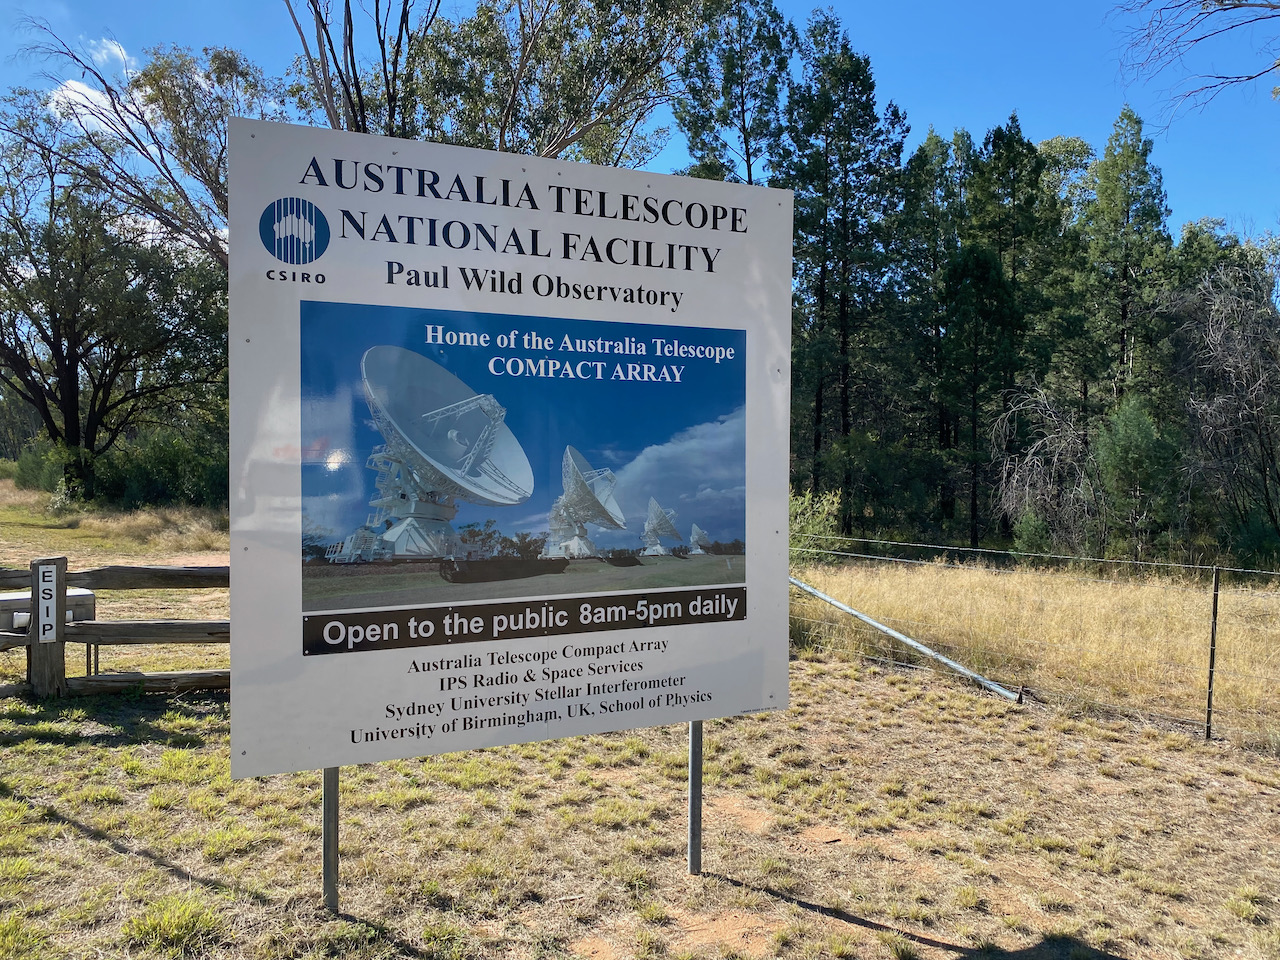 AUSTRALIA TELESCOPE
NATIONAL FACILITY
CSIRO
Paul Wild Observatory
Home of the Australia Telescope
COMPACT ARRAY
Open to the public 8am-5pm daily
Australia Telescope Compact Array
IPS Radio & Space Services
Sydney University Stellar Interferometer
University of Birmingham, UK, School of Physics
ESIP